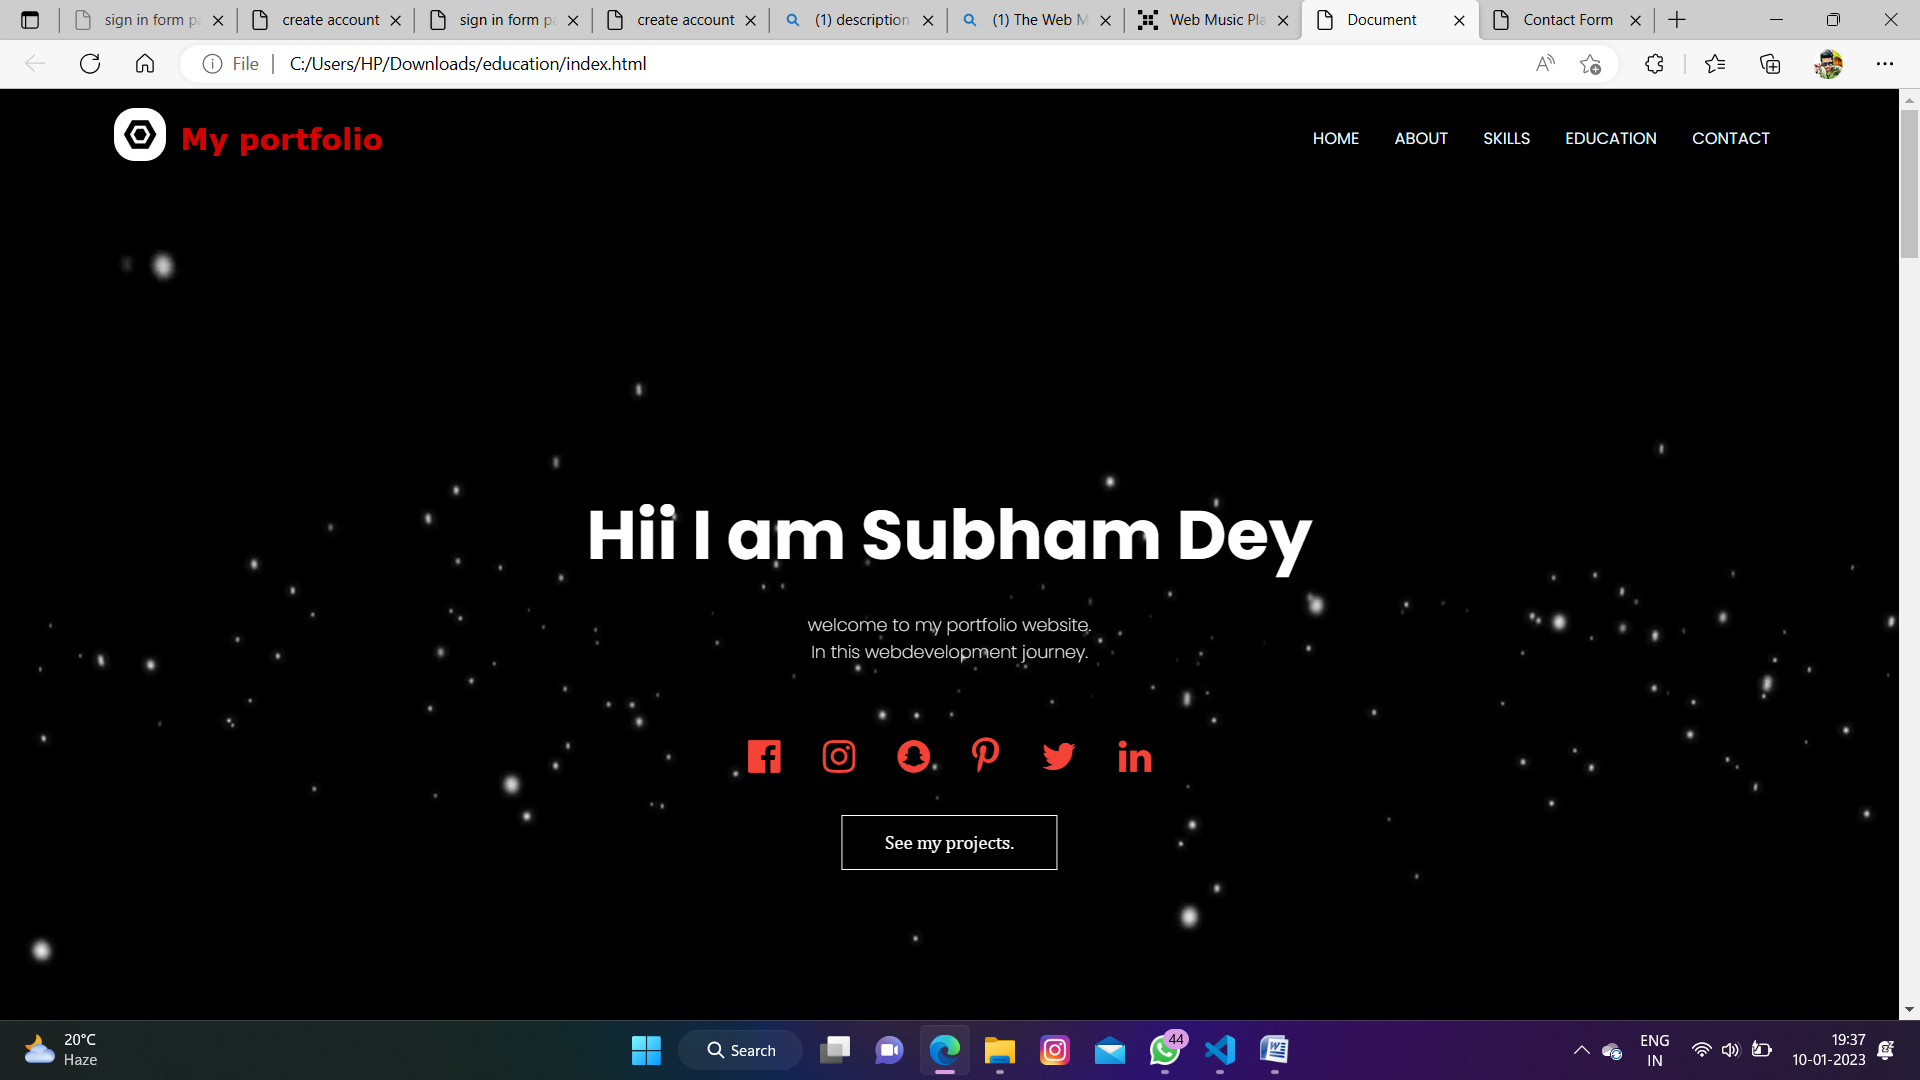 sign in form pa
create account
sign in form pa
create account
(1) description
(1) The Web M
Web Music Pla
Document
Contact Form
File
C:/Users/HP/Downloads/education/index.html
My portfolio
HOME
ABOUT
SKILLS
EDUCATION
CONTACT
Hii I am Subham Dey
welcome to my portfolio website.
In this webdevelopment journey.
See my projects.
20°C
Haze
Search
44
ENG
IN
19:37
10-01-2023